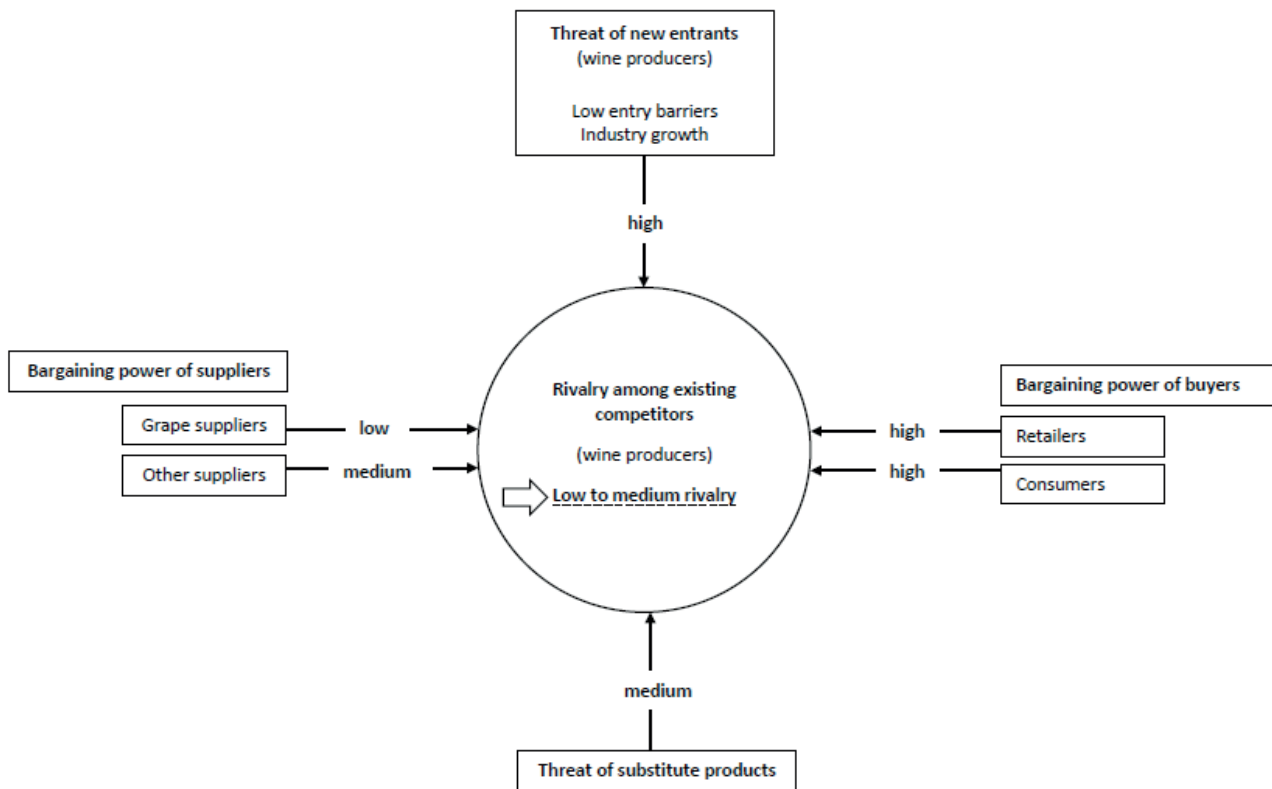 Threat of new entrants
(wine producers)
Low entry barriers
Industry growth
high
Bargaining power of suppliers
Grape suppliers
low
Other suppliers
medium
Rivalry among existing
competitors
(wine producers)
Low to medium rivalry
Bargaining power of buyers
high
Retailers
high
Consumers
medium
Threat of substitute products